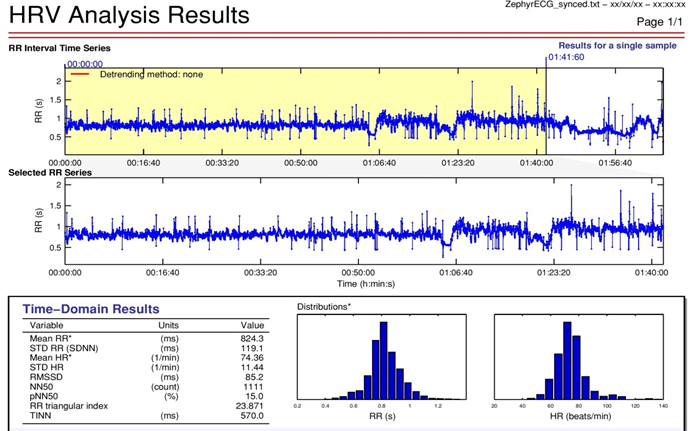 HRV Analysis Results
ZephyrECG_synced.txt – xx/xx/xx – xx:xx:xx
Page 1/1
RR Interval Time Series
Results for a single sample
00:00:00
01:41:60
Detrending method: none
2
1.5
1
0.5
RR (s)
00:00:00 00:16:40 00:33:20 00:50:00 01:06:40 01:23:20 01:40:00 01:56:40
Selected RR Series
2
1.5
1
0.5
RR (s)
00:00:00 00:16:40 00:33:20 00:50:00 01:06:40 01:23:20 01:40:00
Time (h:min:s)
Time–Domain Results
Variable Units Value
Mean RR* (ms) 824.3
STD RR (SDNN) (ms) 119.1
Mean HR* (1/min) 74.36
STD HR (1/min) 11.44
RMSSD (ms) 85.2
NN50 (count) 1111
pNN50 (%) 15.0
RR triangular index 23.871
TINN (ms) 570.0
Distributions*
0.2 0.4 0.6 0.8 1 1.2
RR (s)
20 40 60 80 100 120 140
HR (beats/min)